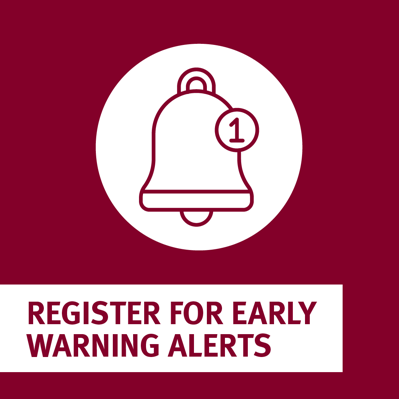 1
REGISTER FOR EARLY
WARNING ALERTS